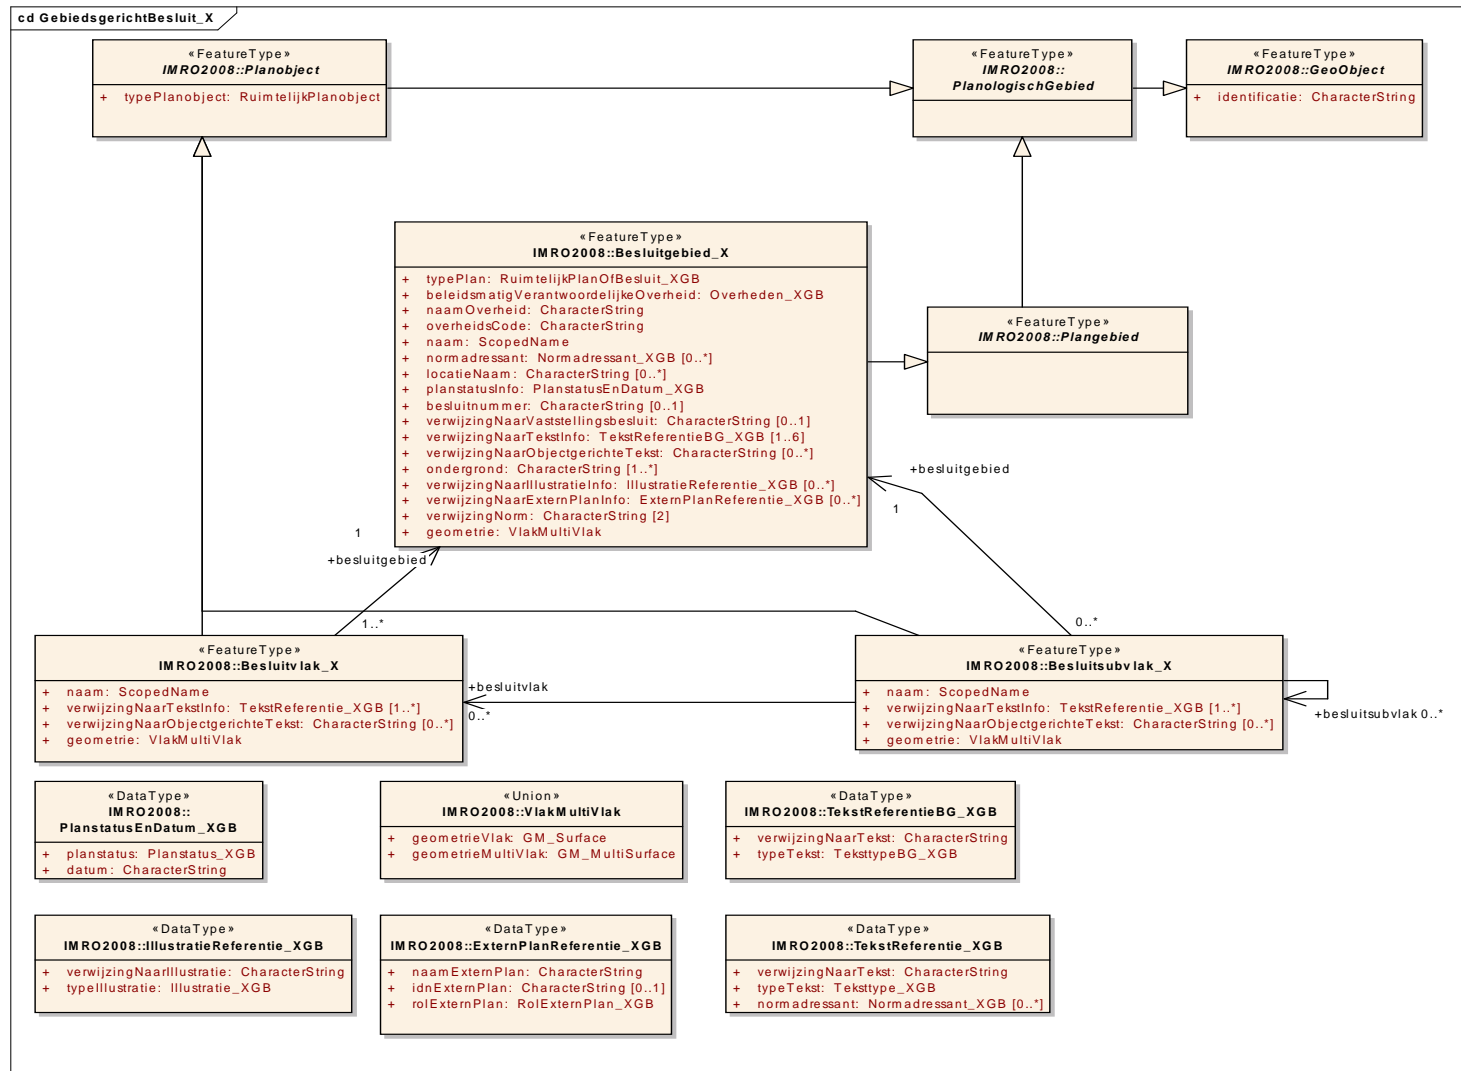 cd GebiedsgerichtBesluit_X
«FeatureType»
IMRO2008::Planobject
+ typePlanobject: RuimtelijkPlanobject
«FeatureType»
IMRO2008::
PlanologischGebied
«FeatureType»
IMRO2008::GeoObject
+ identificatie: CharacterString
«FeatureType»
IMRO2008::Besluitgebied_X
+ typePlan: RuimtelijkPlanOfBesluit_XGB
+ beleidsmatigVerantwoordelijkeOverheid: Overheden_XGB
+ naamOverheid: CharacterString
+ overheidsCode: CharacterString
+ naam: ScopedName
+ normadressant: Normadressant_XGB [0..*]
+ locatieNaam: CharacterString [0..*]
+ planstatusInfo: PlanstatusEnDatum_XGB
+ besluitnummer: CharacterString [0..1]
+ verwijzingNaarVaststellingsbesluit: CharacterString [0..1]
+ verwijzingNaarTekstInfo: TekstReferentieBG_XGB [1..6]
+ verwijzingNaarObjectgerichteTekst: CharacterString [0..*]
+ ondergrond: CharacterString [1..*]
+ verwijzingNaarIllustratieInfo: IllustratieReferentie_XGB [0..*]
+ verwijzingNaarExternPlanInfo: ExternPlanReferentie_XGB [0..*]
+ verwijzingNorm: CharacterString [2]
+ geometrie: VlakMultiVlak
«FeatureType»
IMRO2008::Plangebied
+besluitgebied
1
1
+besluitgebied
1..*
0..*
«FeatureType»
IMRO2008::Besluitvlak_X
+ naam: ScopedName
+ verwijzingNaarTekstInfo: TekstReferentie_XGB [1..*]
+ verwijzingNaarObjectgerichteTekst: CharacterString [0..*]
+ geometrie: VlakMultiVlak
+besluitvlak
0..*
«FeatureType»
IMRO2008::Besluitsubvlak_X
+ naam: ScopedName
+ verwijzingNaarTekstInfo: TekstReferentie_XGB [1..*]
+ verwijzingNaarObjectgerichteTekst: CharacterString [0..*]
+ geometrie: VlakMultiVlak
+besluitsubvlak 0..*
«DataType»
IMRO2008::
PlanstatusEnDatum_XGB
+ planstatus: Planstatus_XGB
+ datum: CharacterString
«Union»
IMRO2008::VlakMultiVlak
+ geometrieVlak: GM_Surface
+ geometrieMultiVlak: GM_MultiSurface
«DataType»
IMRO2008::TekstReferentieBG_XGB
+ verwijzingNaarTekst: CharacterString
+ typeTekst: TeksttypeBG_XGB
«DataType»
IMRO2008::IllustratieReferentie_XGB
+ verwijzingNaarIllustratie: CharacterString
+ typeIllustratie: Illustratie_XGB
«DataType»
IMRO2008::ExternPlanReferentie_XGB
+ naamExternPlan: CharacterString
+ idnExternPlan: CharacterString [0..1]
+ rolExternPlan: RolExternPlan_XGB
«DataType»
IMRO2008::TekstReferentie_XGB
+ verwijzingNaarTekst: CharacterString
+ typeTekst: Teksttype_XGB
+ normadressant: Normadressant_XGB [0..*]